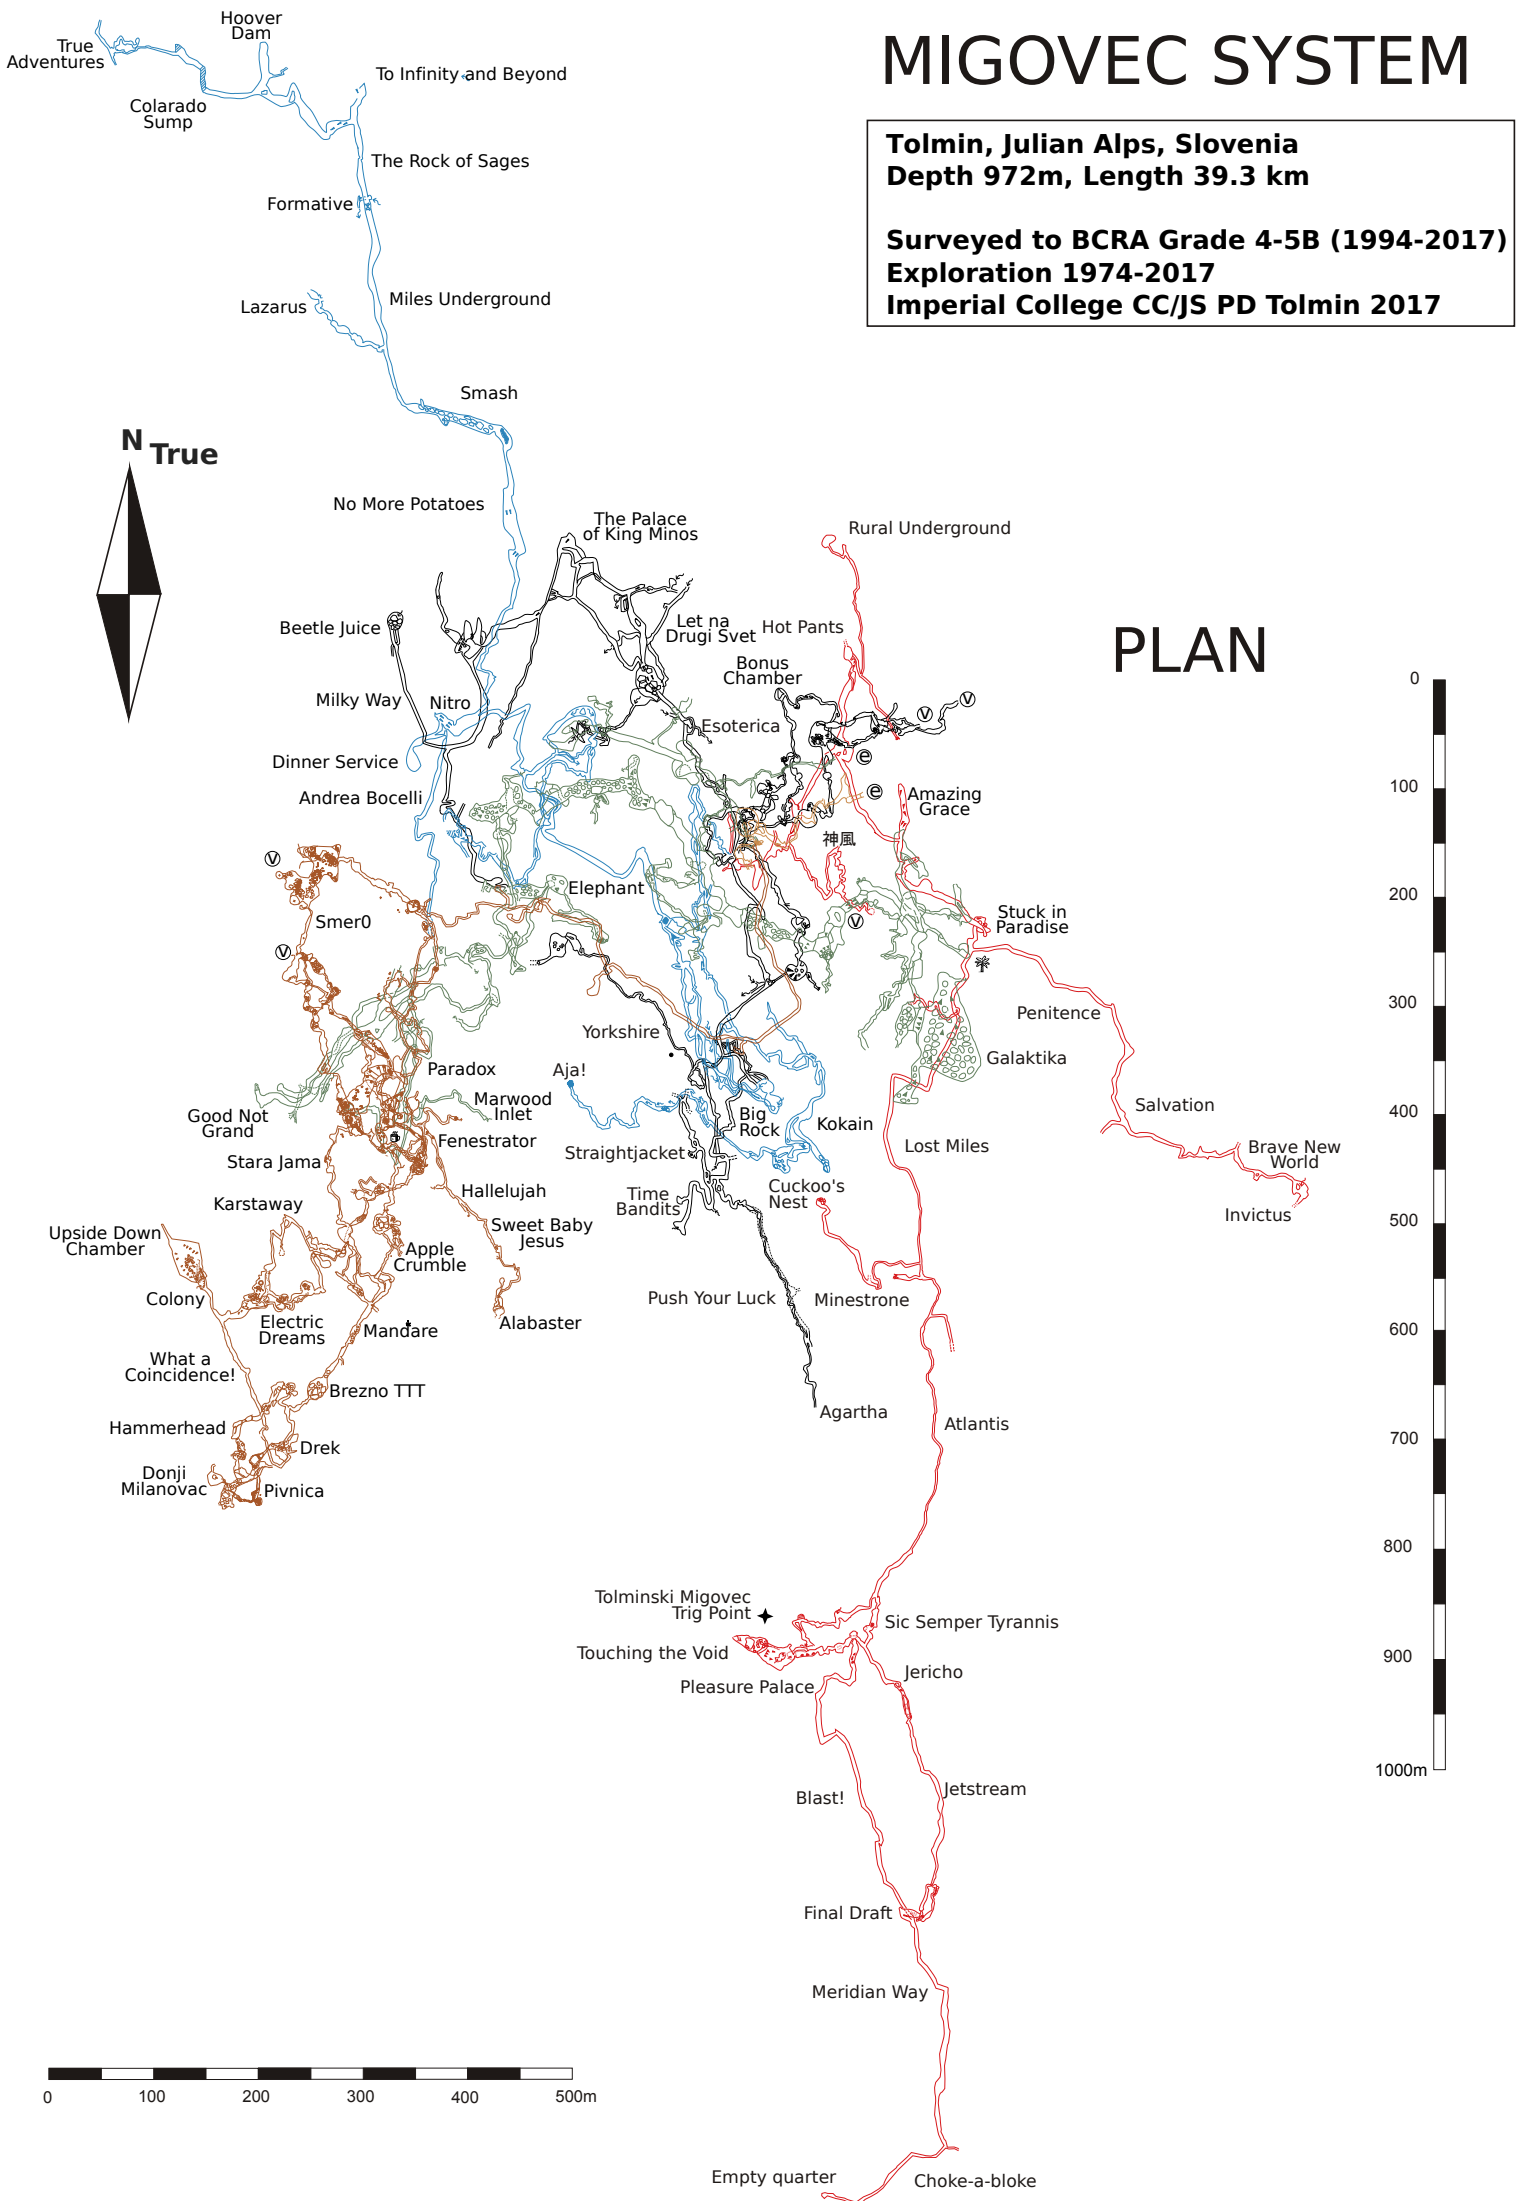 MIGOVEC SYSTEM
Tolmin, Julian Alps, Slovenia
Depth 972m, Length 39.3 km
Surveyed to BCRA Grade 4-5B (1994-2017)
Exploration 1974-2017
Imperial College CC/JS PD Tolmin 2017
Hoover
Dam
True
Adventures
To Infinity and Beyond
Colarado
Sump
The Rock of Sages
Formative
Miles Underground
Lazarus
Smash
N True
No More Potatoes
The Palace
of King Minos
Rural Underground
Beetle Juice
Let na
Drugi Svet
Hot Pants
PLAN
Bonus
Chamber
Milky Way
Nitro
V
V
Esoterica
e
Dinner Service
e
Andrea Bocelli
Amazing
Grace
神風
V
Elephant
Smer0
V
Stuck in
Paradise
V
Penitence
Yorkshire
Galaktika
Aja!
Paradox
Marwood
Inlet
Good Not
Grand
Big
Rock
Kokain
Salvation
Fenestrator
Straightjacket
Lost Miles
Brave New
World
Stara Jama
Hallelujah
Time
Bandits
Cuckoo's
Nest
Karstaway
Invictus
Upside Down
Chamber
Sweet Baby
Jesus
Apple
Crumble
Colony
Push Your Luck
Minestrone
Electric
Dreams
Mandare
Alabaster
What a
Coincidence!
Brezno TTT
Agartha
Hammerhead
Atlantis
Drek
Donji
Milanovac
Pivnica
Tolminski Migovec
Trig Point
Sic Semper Tyrannis
Touching the Void
Jericho
Pleasure Palace
Blast!
Jetstream
Final Draft
Meridian Way
Empty quarter
Choke-a-bloke
0
100
200
300
400
500
600
700
800
900
1000m
0 100 200 300 400 500m